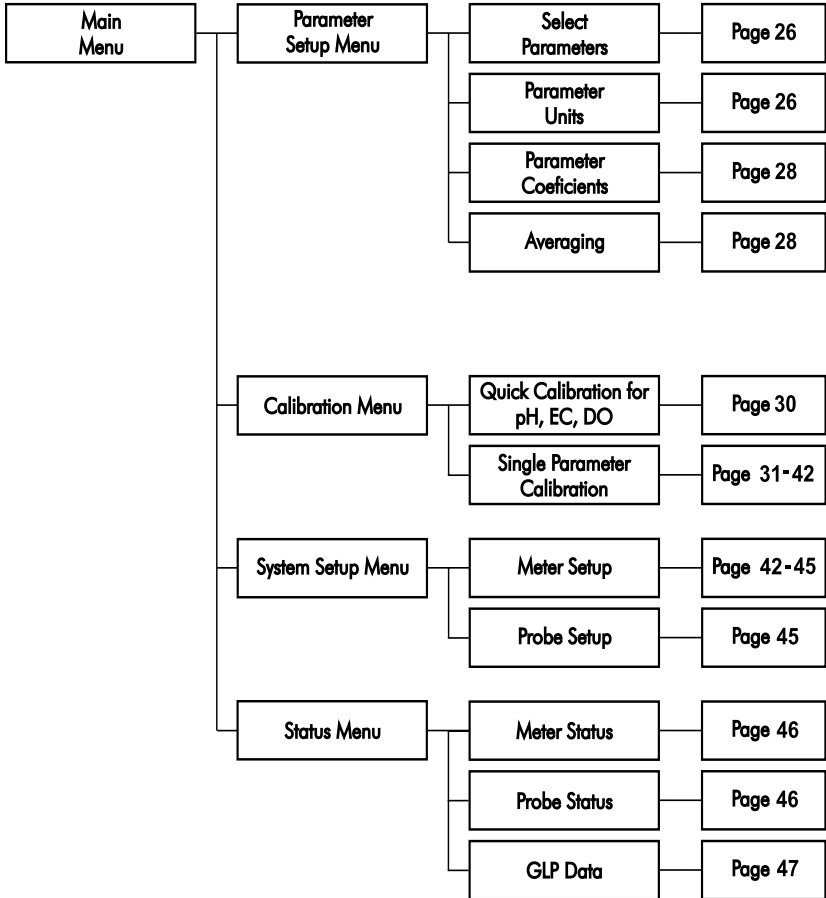 Main
Menu
Parameter
Setup Menu
Select
Parameters
Page 26
Parameter
Units
Page 26
Parameter
Coeficients
Page 28
Averaging
Page 28
Calibration Menu
Quick Calibration for
pH, EC, DO
Page 30
Single Parameter
Calibration
Page 31-42
System Setup Menu
Meter Setup
Page 42-45
Probe Setup
Page 45
Status Menu
Meter Status
Page 46
Probe Status
Page 46
GLP Data
Page 47